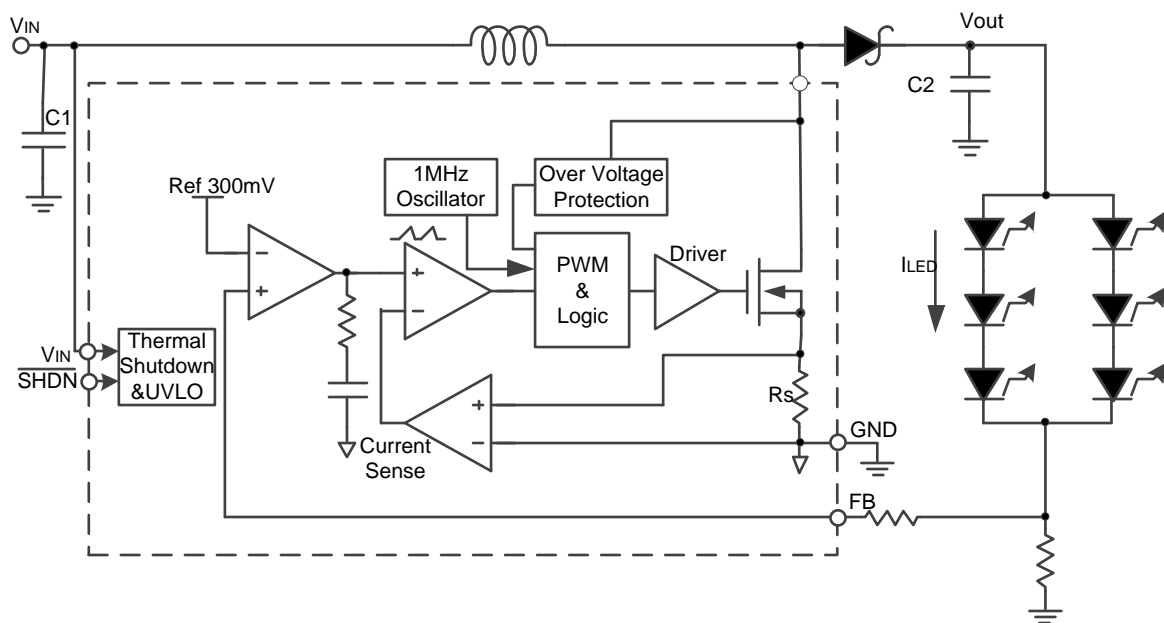 VIN
Vout
C1
C2
Ref 300mV
1MHz
Oscillator
Over Voltage
Protection
PWM
&
Logic
Driver
ILED
VIN
SHDN
Thermal
Shutdown
&UVLO
Current
Sense
Rs
GND
FB
+
−
+
−
+
−